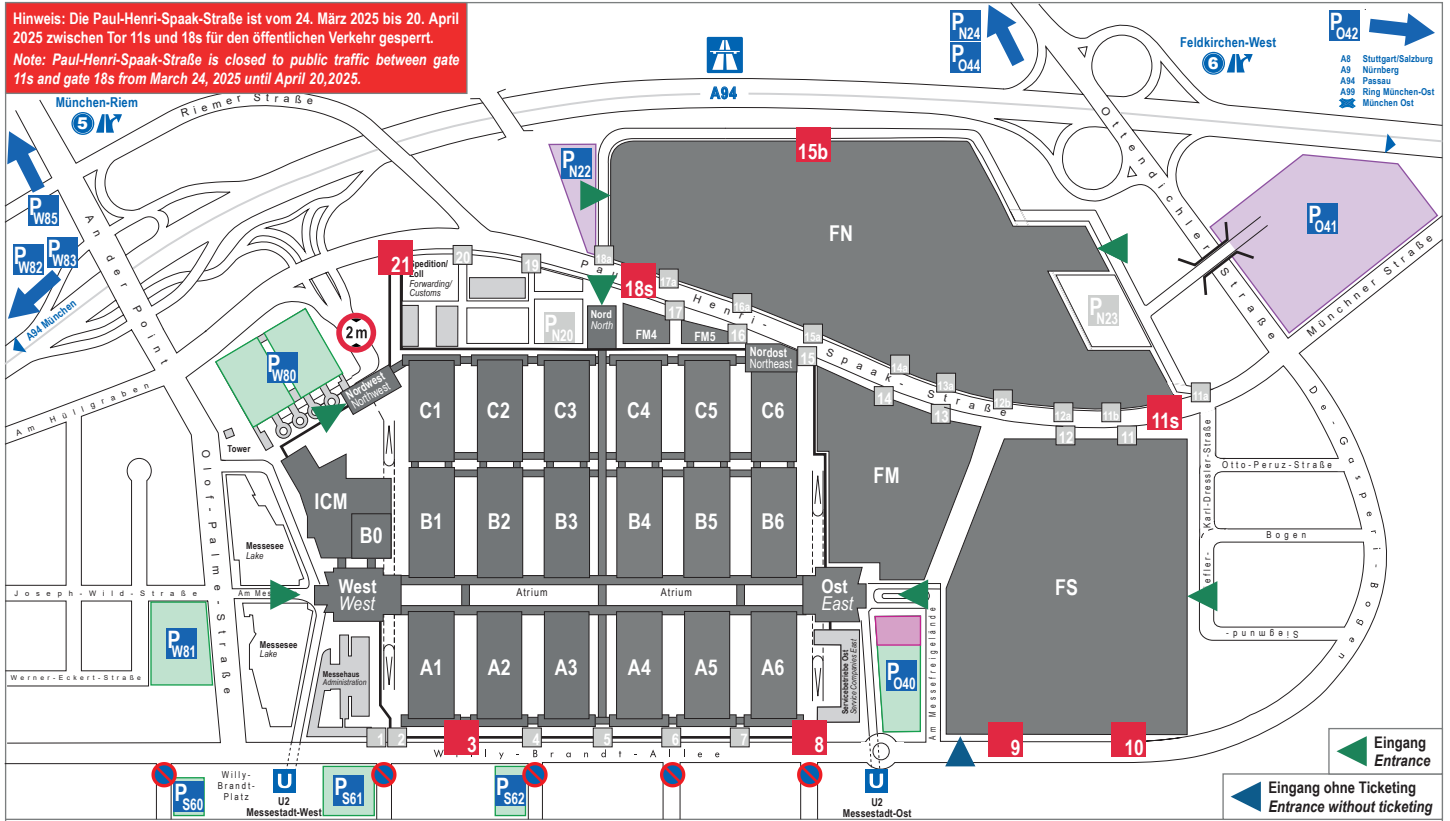 Hinweis: Die Paul-Henri-Spaak-Straße ist vom 24. März 2025 bis 20. April
2025 zwischen Tor 11s und 18s für den öffentlichen Verkehr gesperrt.
Note: Paul-Henri-Spaak-Straße is closed to public traffic between gate
11s and gate 18s from March 24, 2025 until April 20,2025.
A94
P N24
P O44
Feldkirchen-West
6
P O42
A8 Stuttgart/Salzburg
A9 Nürnberg
A94 Passau
A99 Ring München-Ost
München Ost
München-Riem
5
Riemer Straße
Ottendichler Straße
P W85
P W82
P W83
A94 München
An der Point
P N22
15b
FN
P O41
Münchner Straße
21
20
19
18a
18s
17a
17
16a
16
15a
15
14a
14
13a
13
12b
12a
12
11b
11
11a
11s
Paul-Henri-Spaak-Straße
Spedition/
Zoll
Forwarding/
Customs
P N20
Nord
North
FM4
FM5
P N23
2 m
P W80
Nordwest
Northwest
Nordost
Northeast
Am Hüllgraben
Tower
C1
C2
C3
C4
C5
C6
ICM
B0
B1
B2
B3
B4
B5
B6
FM
FS
De-Gasperi-Bogen
Karl-Dressler-Straße
Otto-Peruz-Straße
Bogen
Siegmund-
Olof-Palme-Straße
Messesee
Lake
Joseph-Wild-Straße
West
West
Atrium
Atrium
Ost
East
P W81
Messesee
Lake
Werner-Eckert-Straße
Messehaus
Administration
A1
A2
A3
A4
A5
A6
Servicebetriebe Ost
Service Companies East
P O40
Am Messefreigelände
1
2
3
4
5
6
7
8
9
10
Willy-Brandt-Allee
P S60
Willy-
Brandt-
Platz
U
U2
Messestadt-West
P S61
P S62
U
U2
Messestadt-Ost
Eingang
Entrance
Eingang ohne Ticketing
Entrance without ticketing